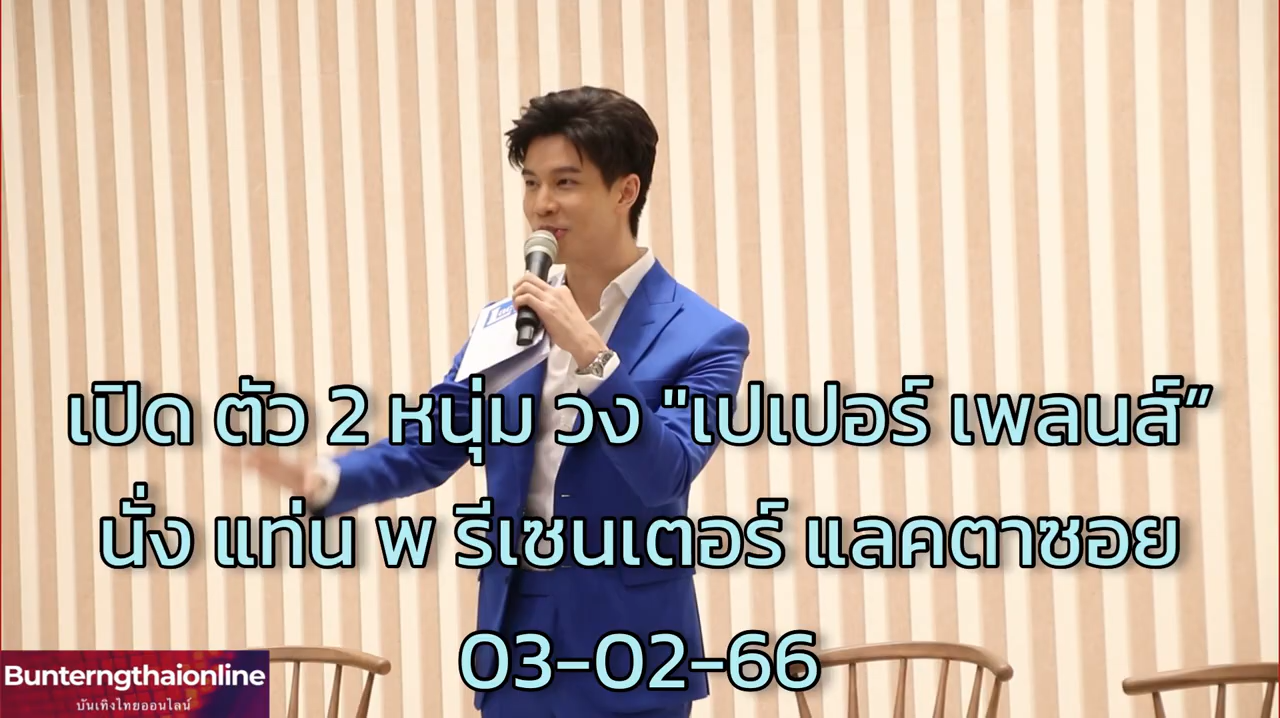 เปิด ตัว 2 หนุ่ม วง "เปเปอร์ เพลนส์”
นั่ง แท่น พ รีเซนเตอร์ แลคตาซอย
03-02-66
Bunterngthaionline
บันเทิงไทยออนไลน์